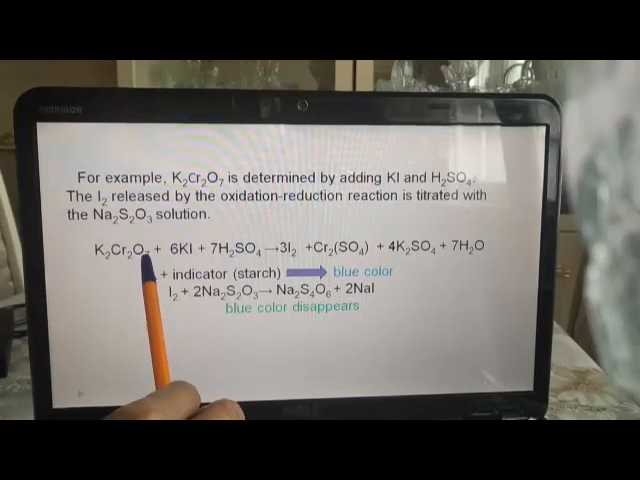 INSPIRON
For example, K₂Cr₂O₇ is determined by adding KI and H₂SO₄.
The I₂ released by the oxidation-reduction reaction is titrated with
the Na₂S₂O₃ solution.
K₂Cr₂O₇ + 6KI + 7H₂SO₄ →3I₂ +Cr₂(SO₄) + 4K₂SO₄ + 7H₂O
+ indicator (starch) blue color
I₂ + 2Na₂S₂O₃→ Na₂S₄O₆ + 2NaI
blue color disappears
DELL